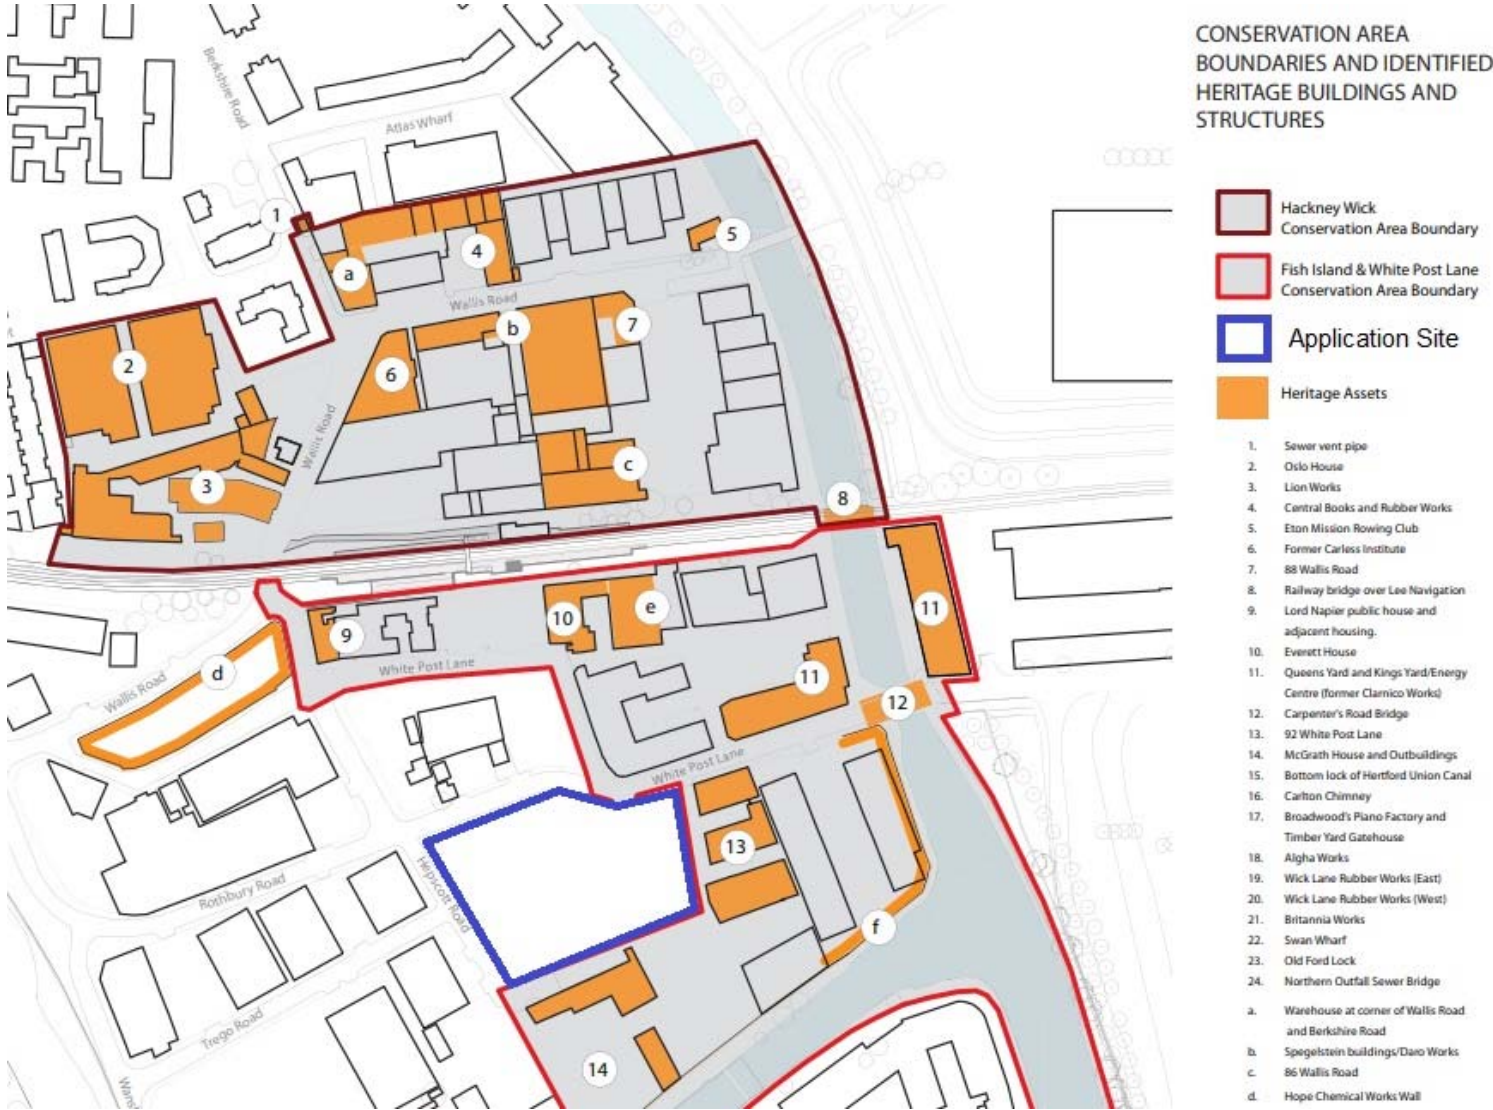 CONSERVATION AREA
BOUNDARIES AND IDENTIFIED
HERITAGE BUILDINGS AND
STRUCTURES
Hackney Wick
Conservation Area Boundary
Fish Island & White Post Lane
Conservation Area Boundary
Application Site
Heritage Assets
1. Sewer vent pipe
2. Oslo House
3. Lion Works
4. Central Books and Rubber Works
5. Eton Mission Rowing Club
6. Former Carless Institute
7. 88 Wallis Road
8. Railway bridge over Lee Navigation
9. Lord Napier public house and
adjacent housing.
10. Everett House
11. Queens Yard and Kings Yard/Energy
Centre (former Clarnico Works)
12. Carpenter's Road Bridge
13. 92 White Post Lane
14. McGrath House and Outbuildings
15. Bottom lock of Hertford Union Canal
16. Carlton Chimney
17. Broadwood's Piano Factory and
Timber Yard Gatehouse
18. Algha Works
19. Wick Lane Rubber Works (East)
20. Wick Lane Rubber Works (West)
21. Britannia Works
22. Swan Wharf
23. Old Ford Lock
24. Northern Outfall Sewer Bridge
a. Warehouse at corner of Wallis Road
and Berkshire Road
b. Spegelstein buildings/Daro Works
c. 86 Wallis Road
d. Hope Chemical Works Wall
Berkshire Road
Atlas Wharf
1
5
4
a
Wallis Road
b
7
2
6
Wallis Road
c
3
8
10
e
11
9
White Post Lane
d
Wallis Road
11
12
White Post Lane
13
Rothbury Road
Hepscott Road
f
Trego Road
14